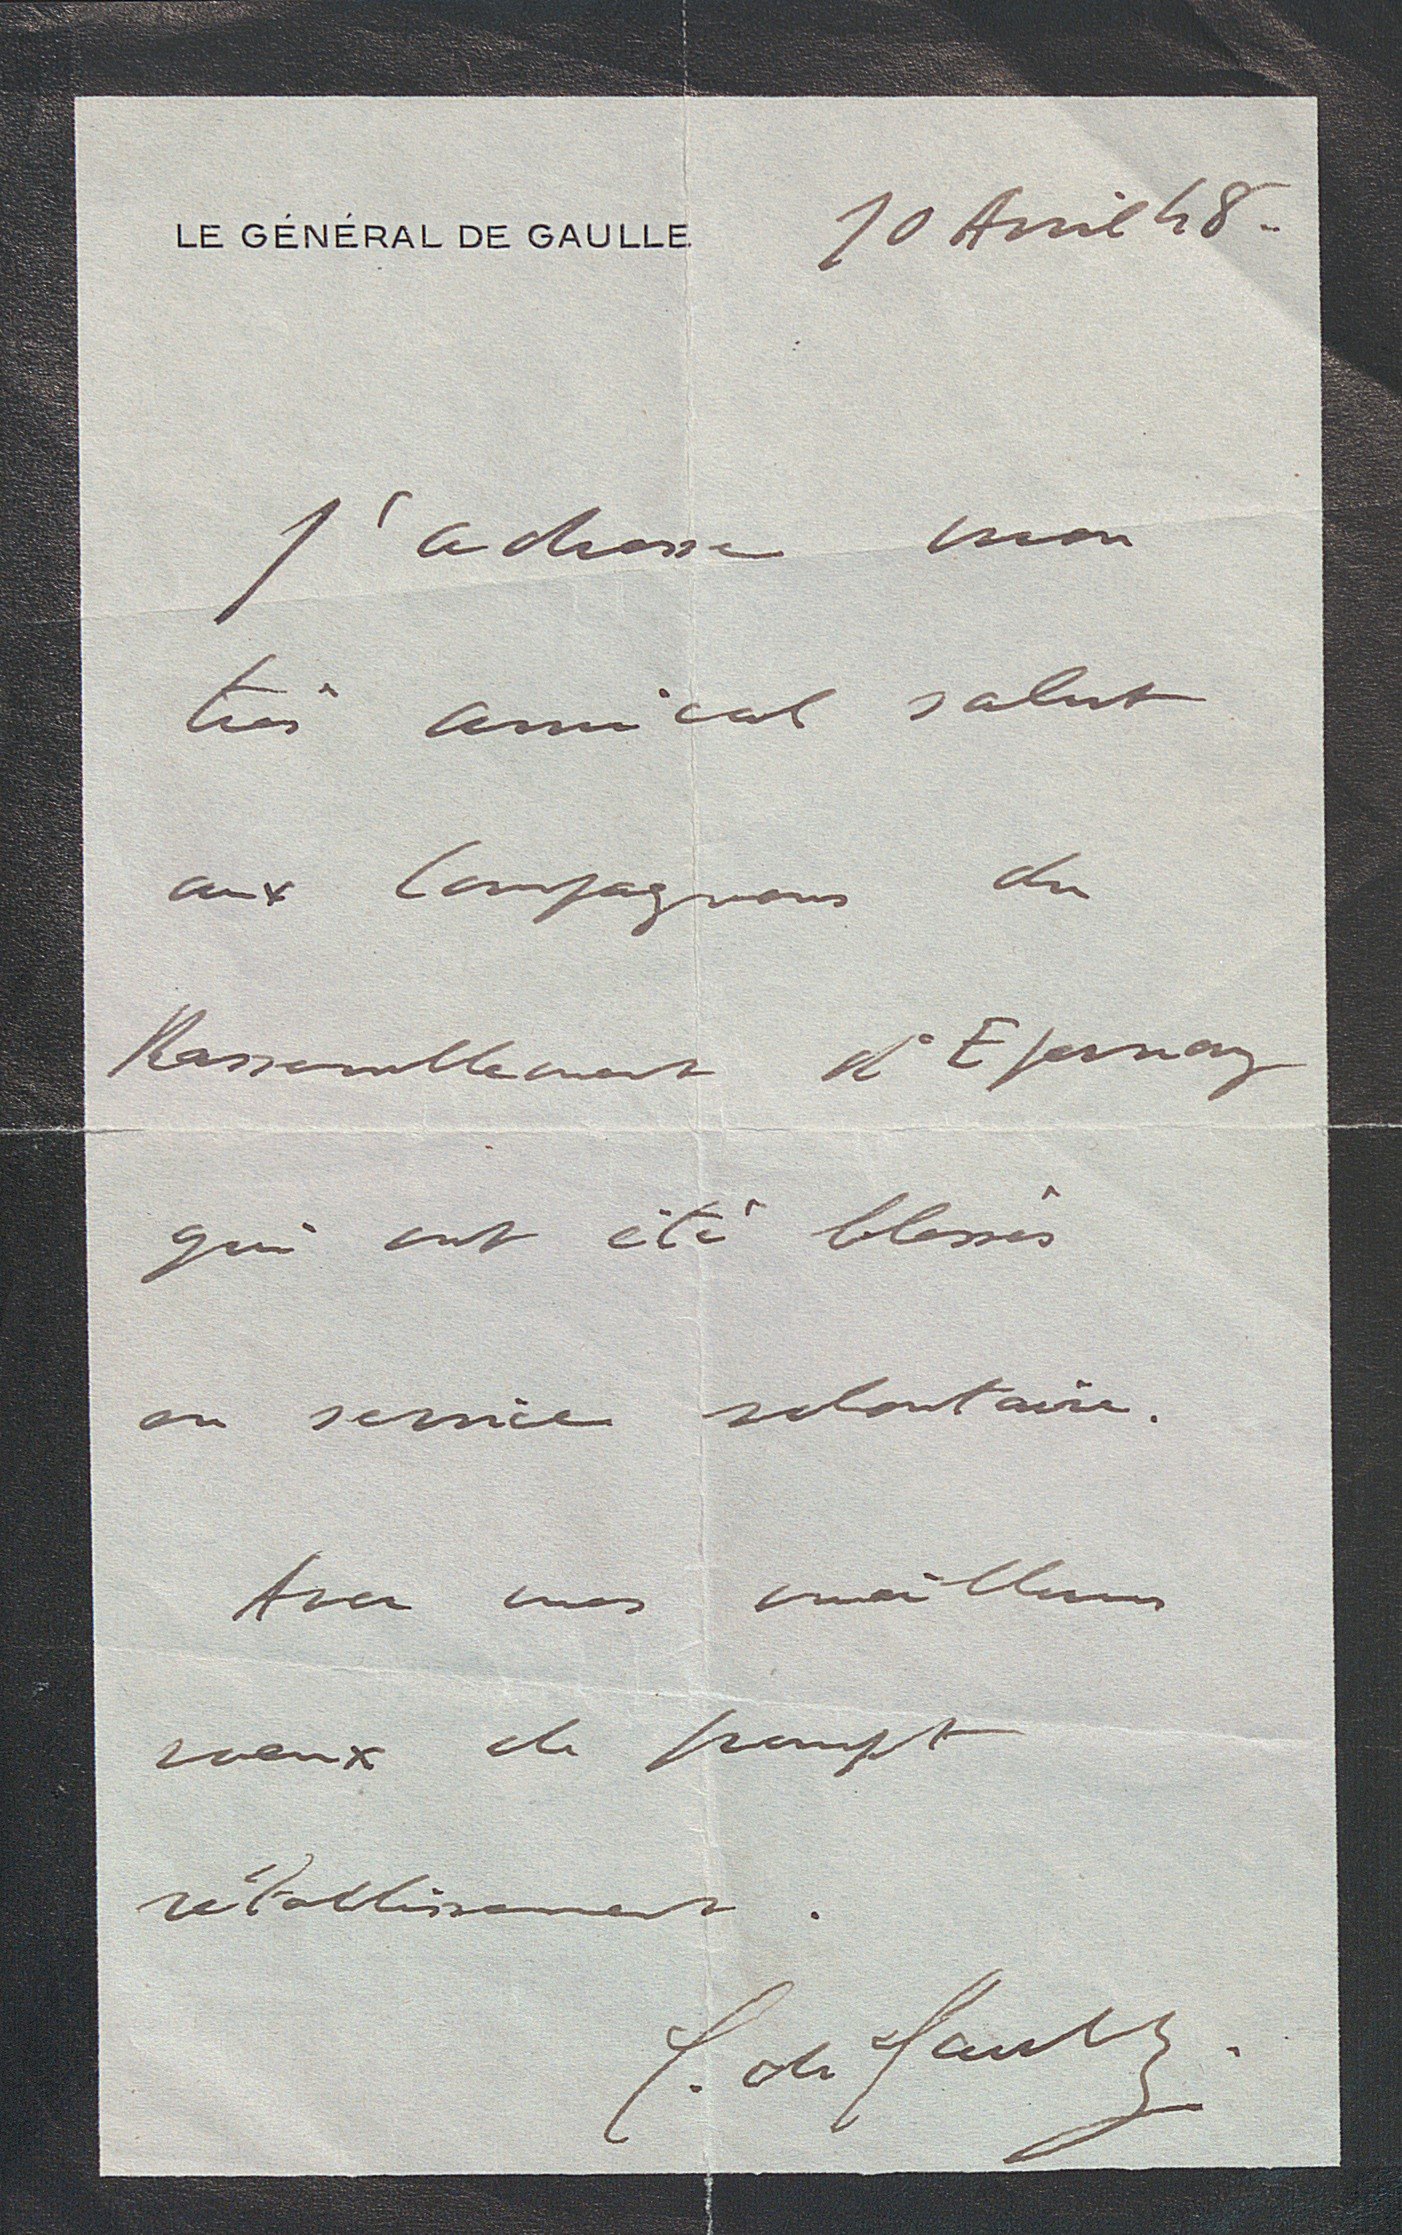 LE GÉNÉRAL DE GAULLE
10 Avril 48.
J'adresse mon
très amical salut
aux Compagnons du
Rassemblement d'Epernay
qui ont été blessés
en service volontaire.
Avec mes meilleurs
voeux de prompt
rétablissement.
C. de Gaulle.